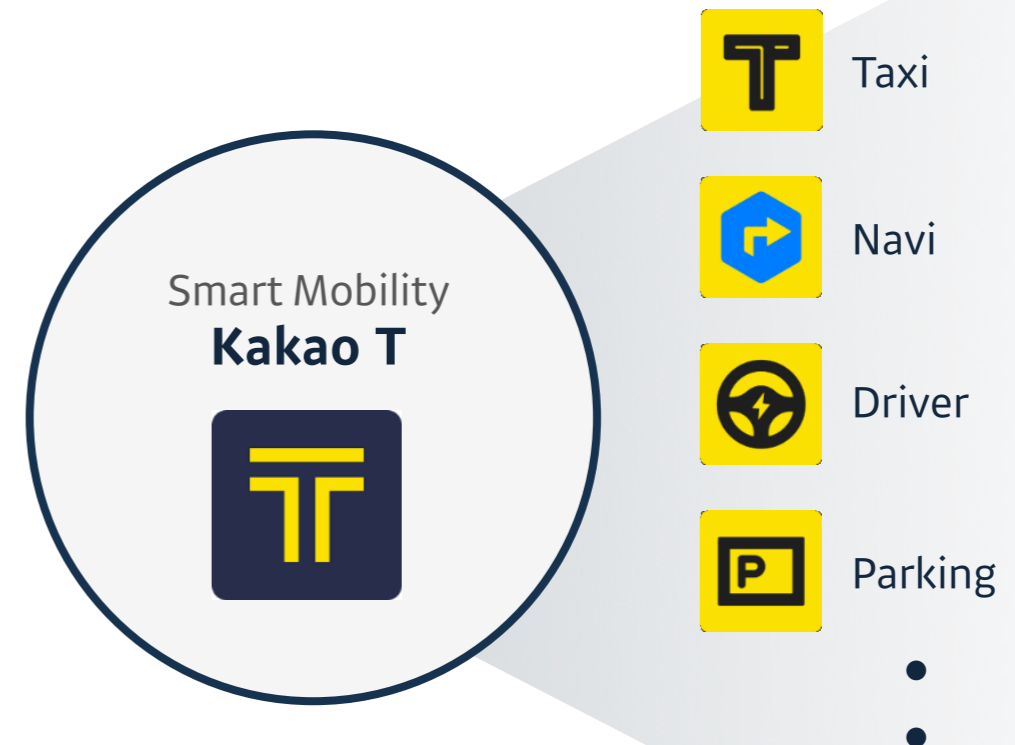 Smart Mobility
Kakao T
T
T
Taxi
Navi
Driver
P
Parking